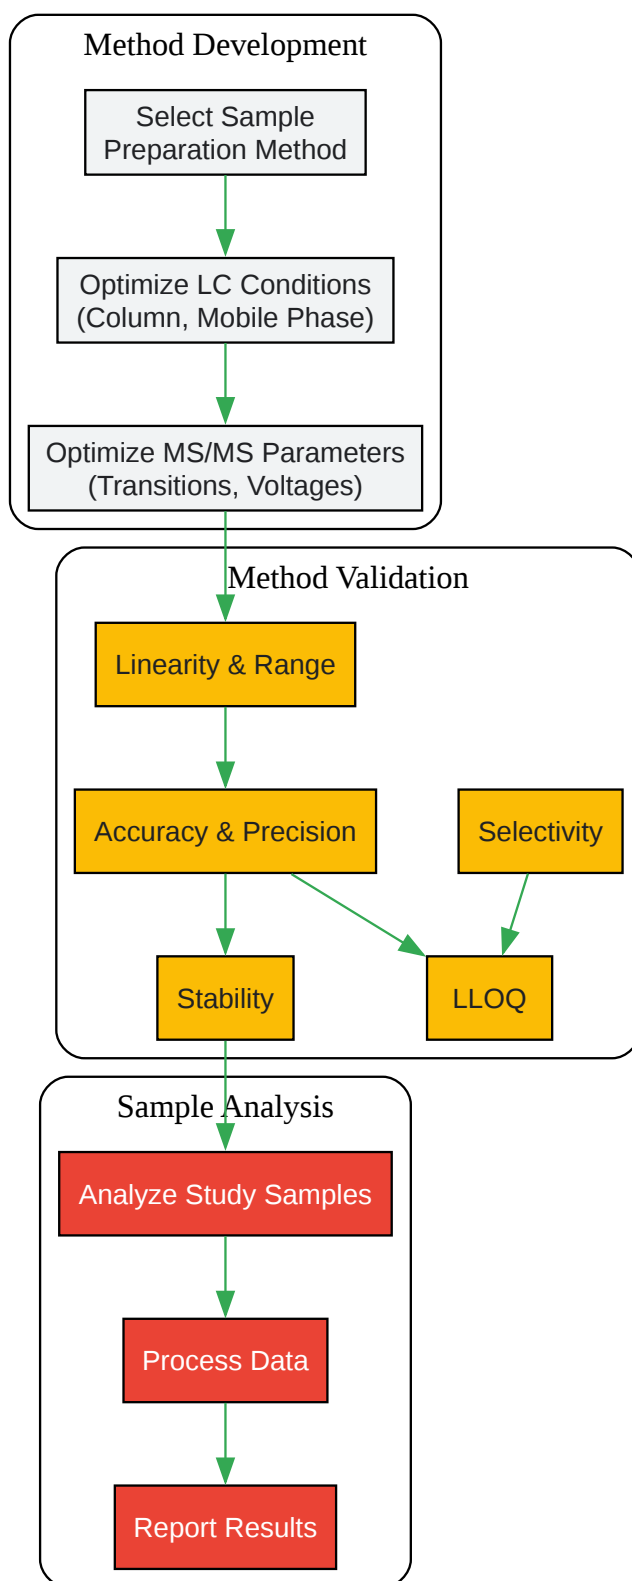 Method Development
Select Sample
Preparation Method
Optimize LC Conditions
(Column, Mobile Phase)
Optimize MS/MS Parameters
(Transitions, Voltages)
Method Validation
Linearity & Range
Accuracy & Precision
Selectivity
Stability
LLOQ
Sample Analysis
Analyze Study Samples
Process Data
Report Results